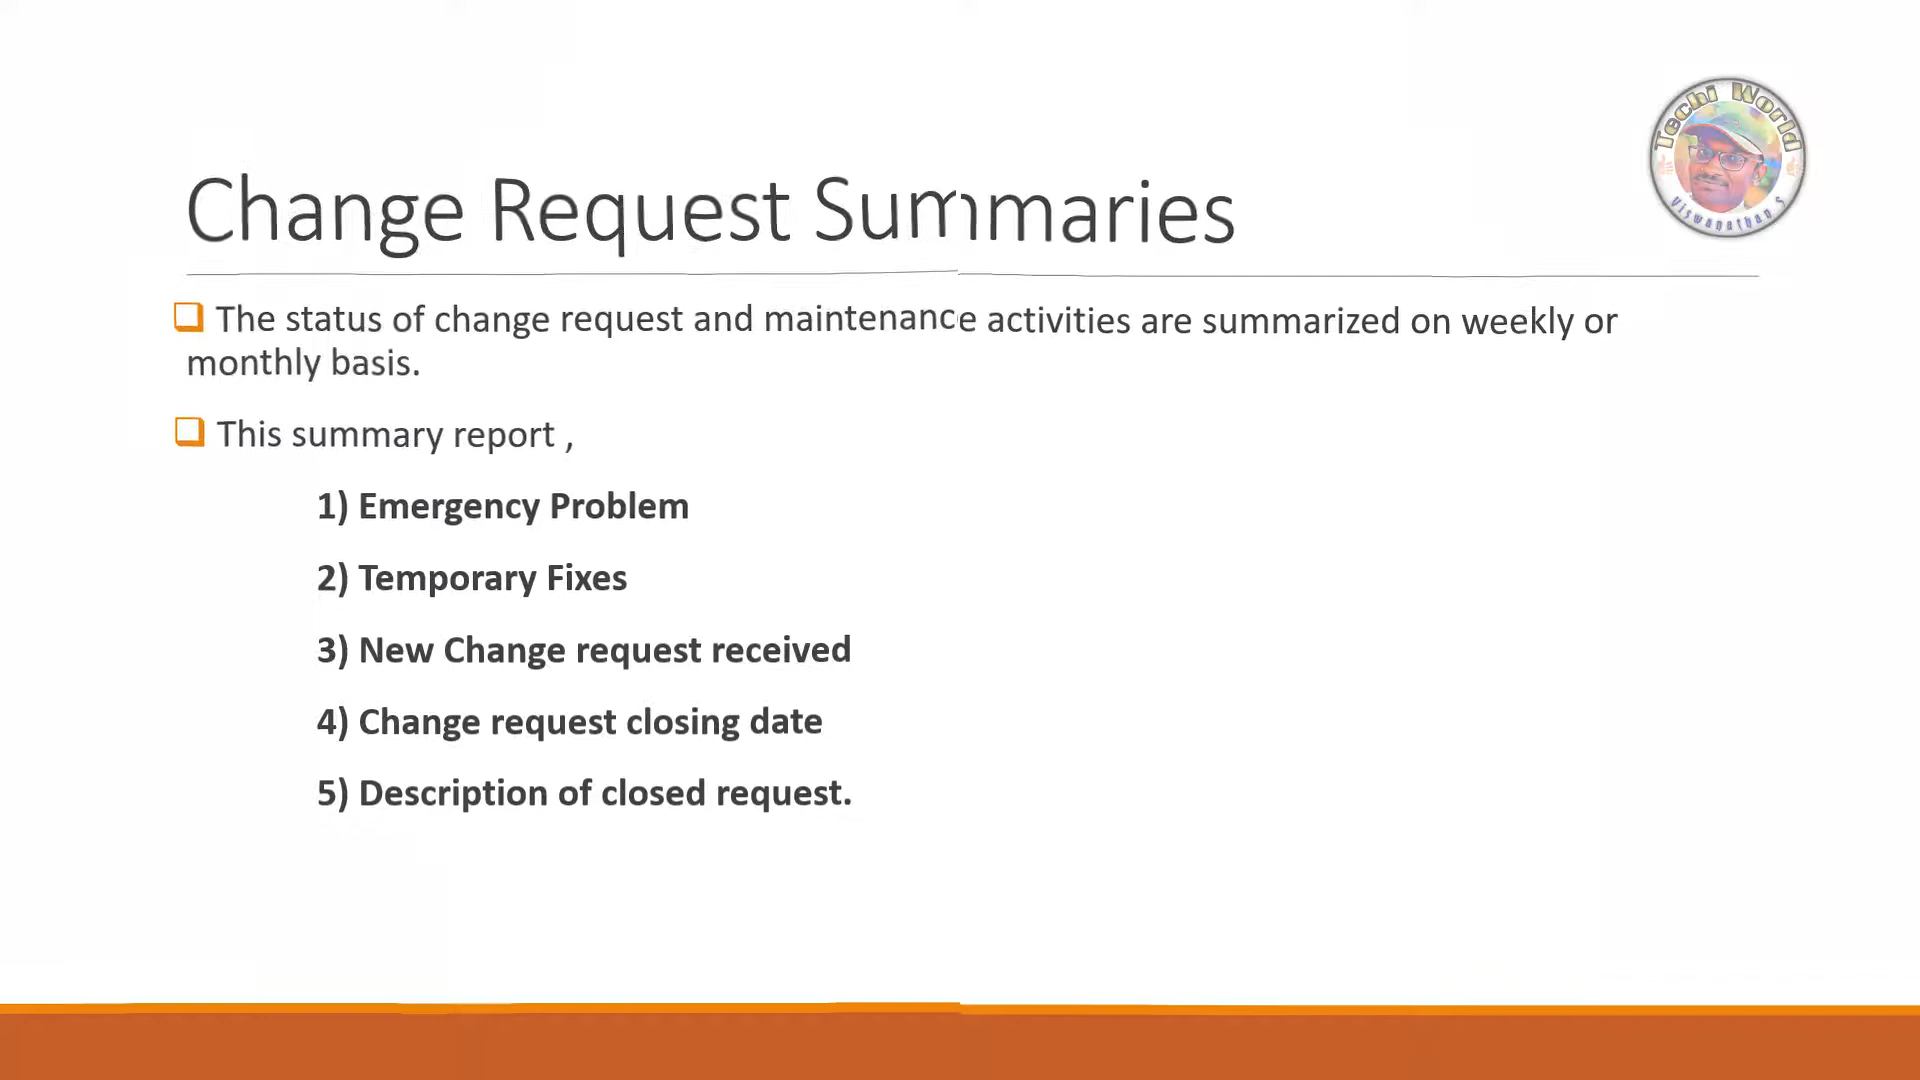 Techi World
Viswanathan S
Change Request Summaries
The status of change request and maintenance activities are summarized on weekly or
monthly basis.
This summary report ,
1) Emergency Problem
2) Temporary Fixes
3) New Change request received
4) Change request closing date
5) Description of closed request.